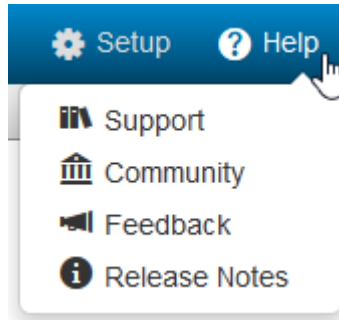 Setup Help
Support
Community
Feedback
Release Notes